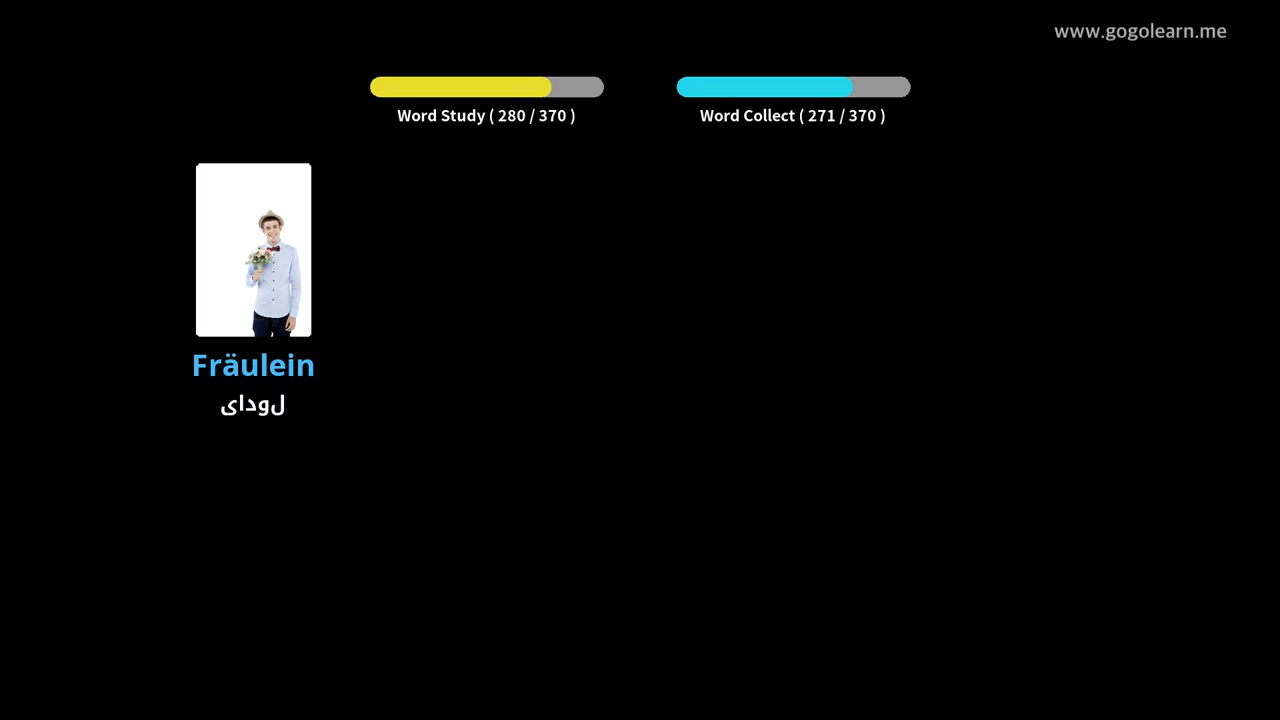 www.gogolearn.me
Word Study ( 280 / 370 )
Word Collect ( 271 / 370 )
Fräulein
لودای